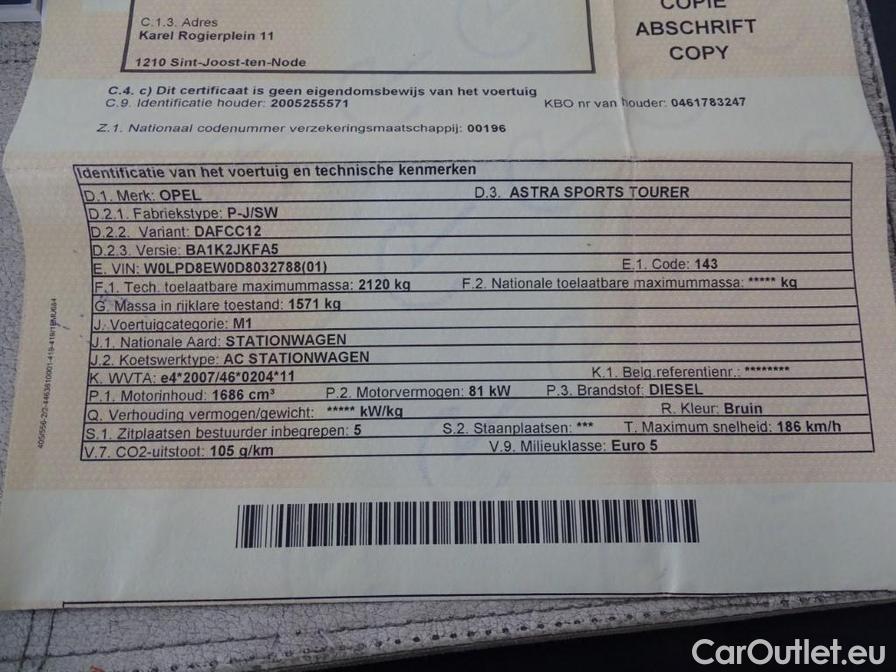 COPIE
C.1.3. Adres
Karel Rogierplein 11
ABSCHRIFT
1210 Sint-Joost-ten-Node
COPY
C.4. c) Dit certificaat is geen eigendomsbewijs van het voertuig
C.9. Identificatie houder: 2005255571 KBO nr van houder: 0461783247
Z.1. Nationaal codenummer verzekeringsmaatschappij: 00196
Identificatie van het voertuig en technische kenmerken
D.1. Merk: OPEL D.3. ASTRA SPORTS TOURER
D.2.1. Fabriekstype: P-J/SW
D.2.2. Variant: DAFCC12
D.2.3. Versie: BA1K2JKFA5
E. VIN: W0LPD8EW0D8032788(01) E.1. Code: 143
F.1. Tech. toelaatbare maximummassa: 2120 kg F.2. Nationale toelaatbare maximummassa: ***** kg
G. Massa in rijklare toestand: 1571 kg
J. Voertuigcategorie: M1
J.1. Nationale Aard: STATIONWAGEN
J.2. Koetswerktype: AC STATIONWAGEN
K. WVTA: e4*2007/46*0204*11 K.1. Belg.referentienr.: ********
P.1. Motorinhoud: 1686 cm³ P.2. Motorvermogen: 81 kW P.3. Brandstof: DIESEL
Q. Verhouding vermogen/gewicht: ***** kW/kg R. Kleur: Bruin
S.1. Zitplaatsen bestuurder inbegrepen: 5 S.2. Staanplaatsen: *** T. Maximum snelheid: 186 km/h
V.7. CO2-uitstoot: 105 g/km V.9. Milieuklasse: Euro 5
CarOutlet.eu